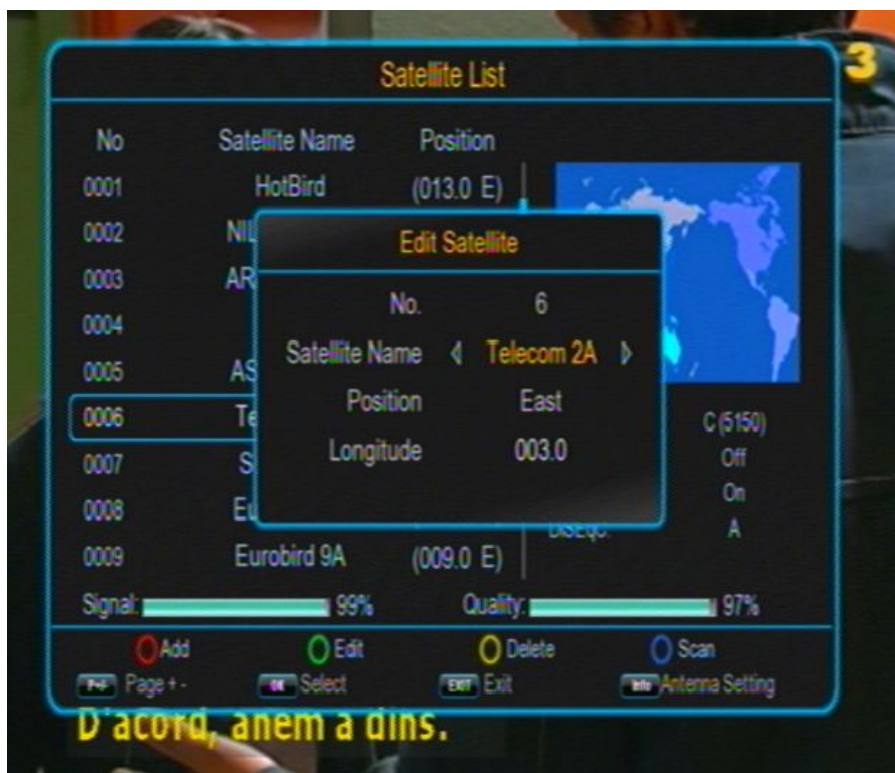 Satellite List
3
No Satellite Name Position
0001 HotBird (013.0 E)
0002
0003
0004
0005
0006
0007
0008
0009 Eurobird 9A (009.0 E)
Edit Satellite
No. 6
Satellite Name Telecom 2A
Position East
Longitude 003.0
C (5150)
Off
On
DiSEqC: A
Signal: 99% Quality: 97%
Add Edit Delete Scan
P+/- Page + - OK Select EXIT Exit Info Antenna Setting
D'acord, anem a dins.